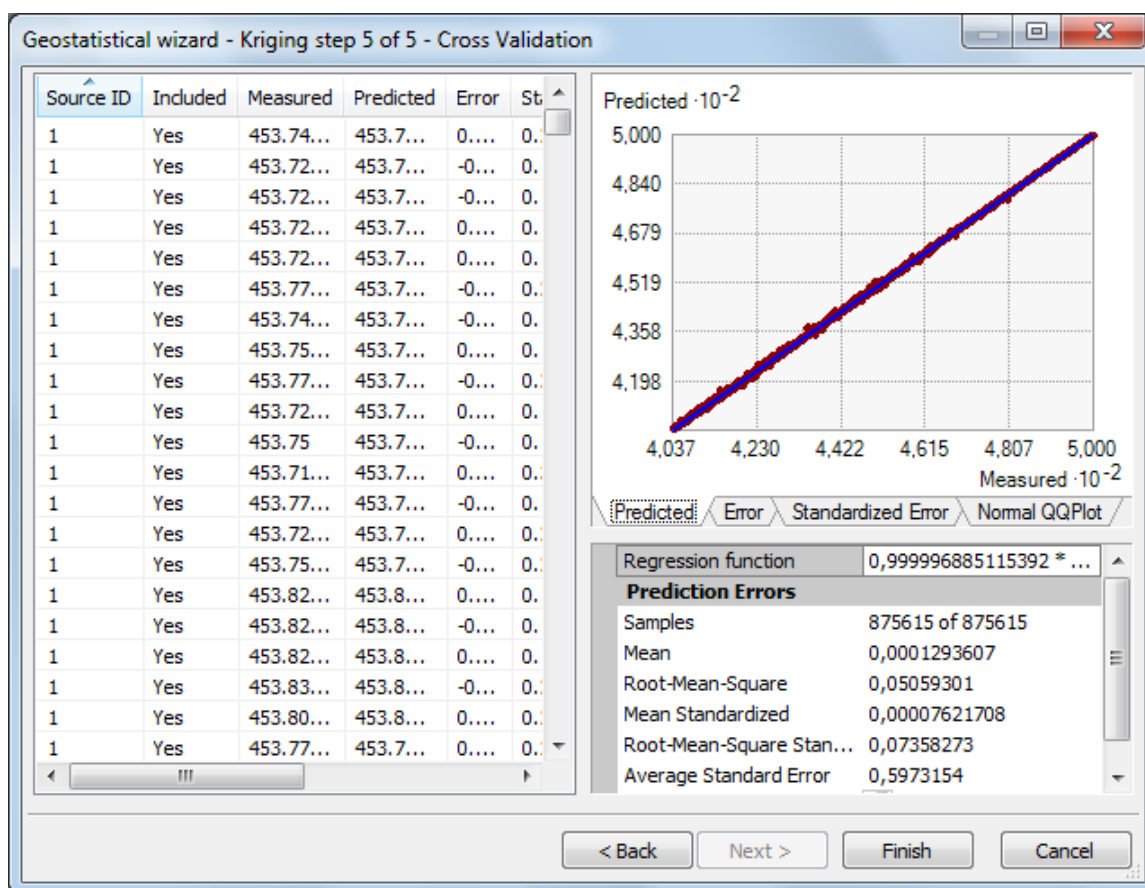 Geostatistical wizard - Kriging step 5 of 5 - Cross Validation
Source ID Included Measured Predicted Error St
1 Yes 453.74... 453.7... 0.... 0.
1 Yes 453.72... 453.7... -0... 0.
1 Yes 453.72... 453.7... -0... 0.
1 Yes 453.72... 453.7... 0.... 0.
1 Yes 453.72... 453.7... 0.... 0.
1 Yes 453.77... 453.7... -0... 0.
1 Yes 453.74... 453.7... -0... 0.
1 Yes 453.75... 453.7... 0.... 0.
1 Yes 453.77... 453.7... -0... 0.
1 Yes 453.72... 453.7... 0.... 0.
1 Yes 453.75 453.7... -0... 0.
1 Yes 453.71... 453.7... 0.... 0.
1 Yes 453.77... 453.7... -0... 0.
1 Yes 453.72... 453.7... 0.... 0.
1 Yes 453.75... 453.7... -0... 0.
1 Yes 453.82... 453.8... 0.... 0.
1 Yes 453.82... 453.8... -0... 0.
1 Yes 453.82... 453.8... 0.... 0.
1 Yes 453.83... 453.8... -0... 0.
1 Yes 453.80... 453.8... 0.... 0.
1 Yes 453.77... 453.7... 0.... 0.
Predicted ·10-2
5,000
4,840
4,679
4,519
4,358
4,198
4,037 4,230 4,422 4,615 4,807 5,000
Measured ·10-2
Predicted Error Standardized Error Normal QQPlot
Regression function 0,999996885115392 * ...
Prediction Errors
Samples 875615 of 875615
Mean 0,0001293607
Root-Mean-Square 0,05059301
Mean Standardized 0,00007621708
Root-Mean-Square Stan... 0,07358273
Average Standard Error 0,5973154
< Back Next > Finish Cancel